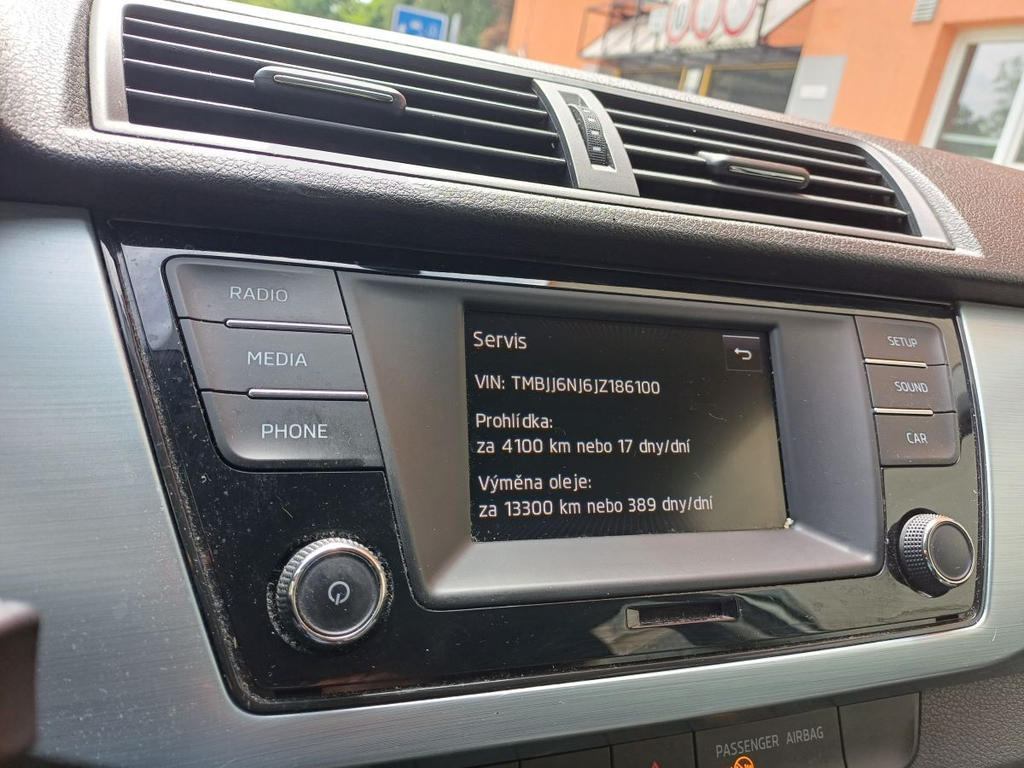 RADIO
MEDIA
PHONE
Servis
VIN: TMBJJ6NJ6JZ186100
Prohlídka:
za 4100 km nebo 17 dny/dní
Výměna oleje:
za 13300 km nebo 389 dny/dní
SETUP
SOUND
CAR
PASSENGER AIRBAG